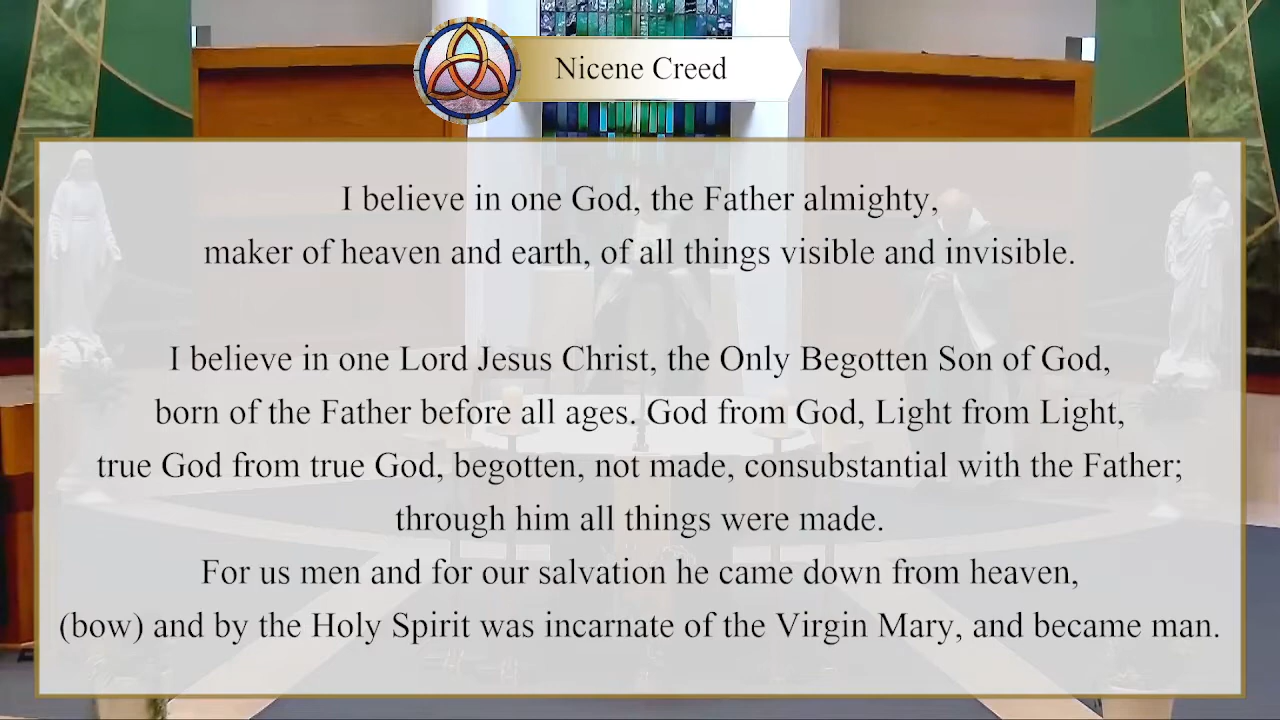 Nicene Creed
I believe in one God, the Father almighty,
maker of heaven and earth, of all things visible and invisible.
I believe in one Lord Jesus Christ, the Only Begotten Son of God,
born of the Father before all ages. God from God, Light from Light,
true God from true God, begotten, not made, consubstantial with the Father;
through him all things were made.
For us men and for our salvation he came down from heaven,
(bow) and by the Holy Spirit was incarnate of the Virgin Mary, and became man.